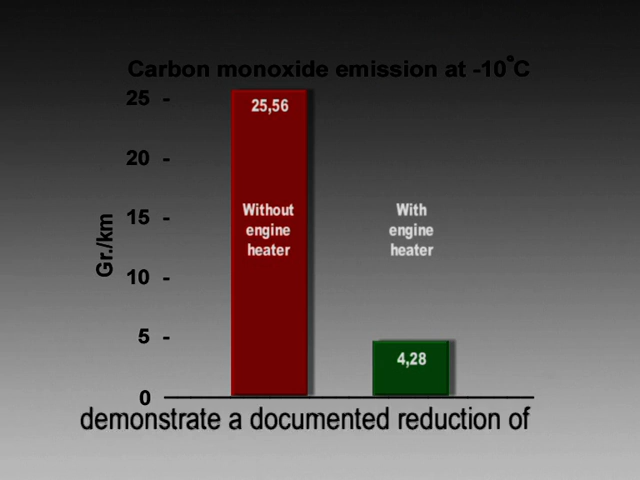 Carbon monoxide emission at -10°C
25 -
20 -
15 -
10 -
5 -
0
Gr./km
25,56
Without
engine
heater
With
engine
heater
4,28
demonstrate a documented reduction of